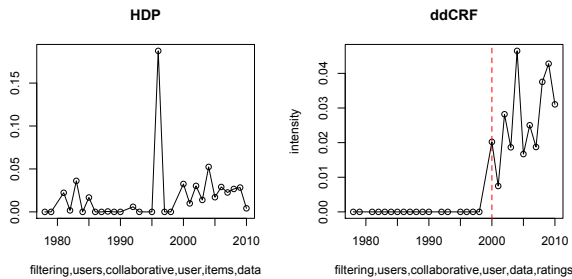 HDP
0.15
0.10
0.05
0.00
1980 1990 2000 2010
filtering,users,collaborative,user,items,data
ddCRF
intensity
0.04
0.03
0.02
0.01
0.00
1980 1990 2000 2010
filtering,users,collaborative,user,data,ratings